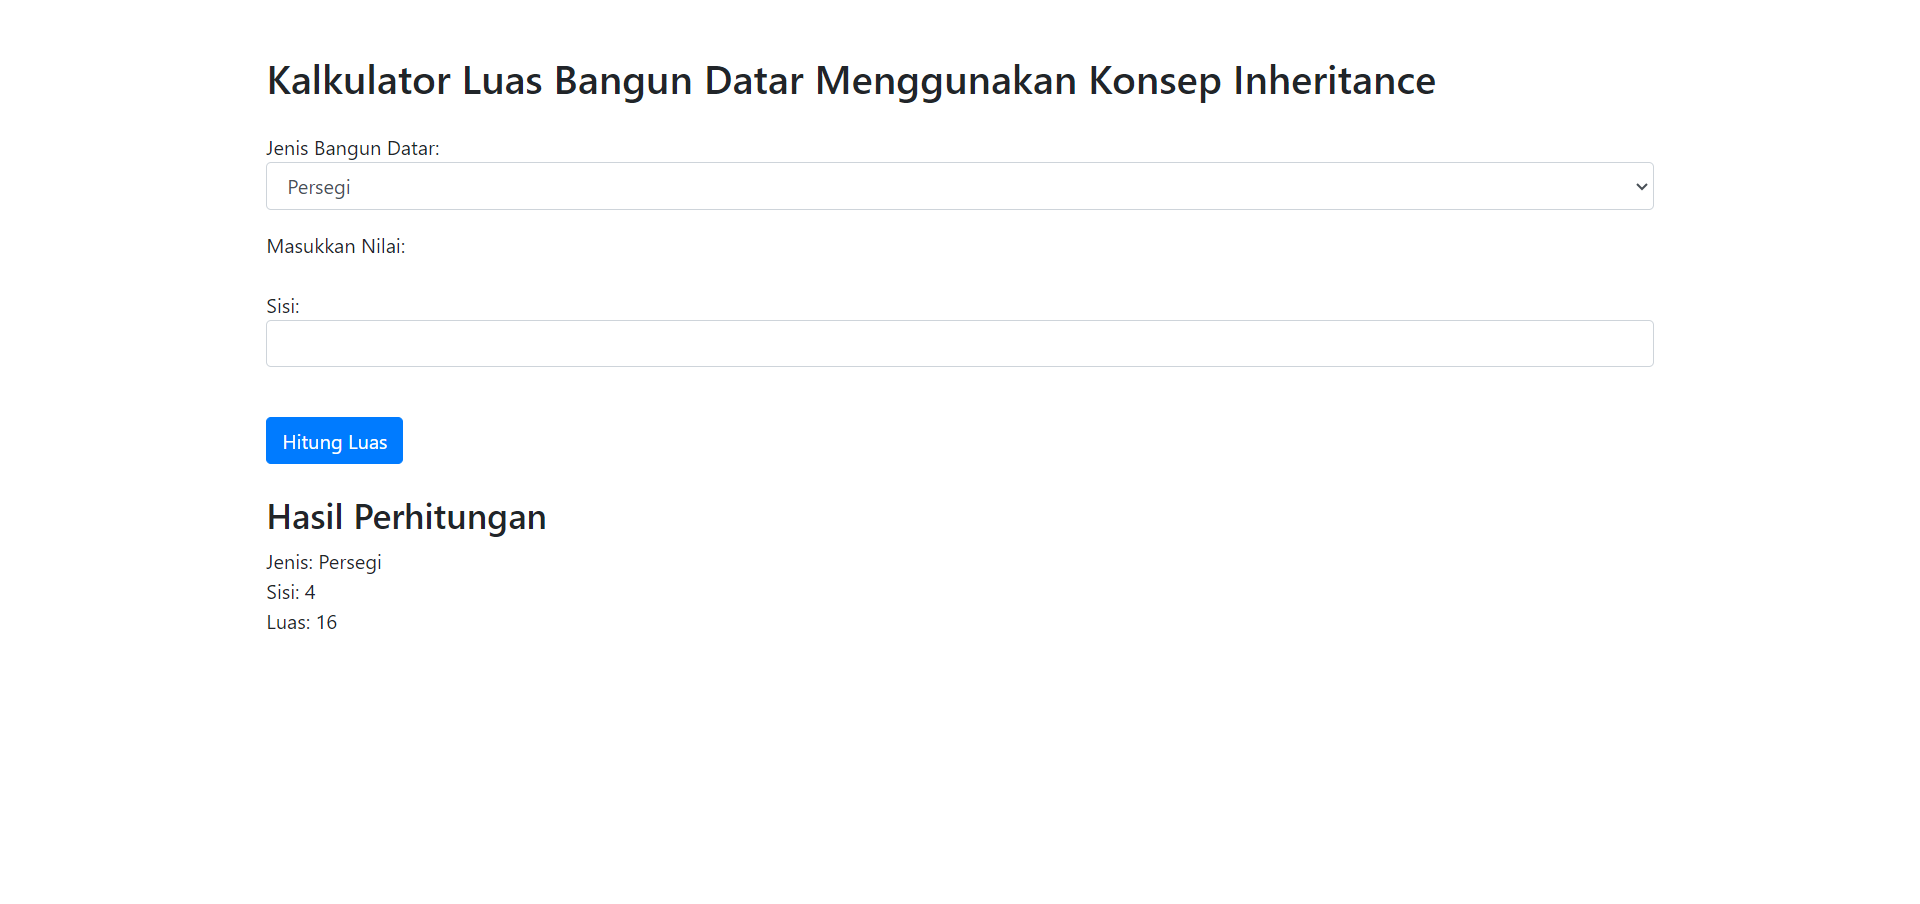 Kalkulator Luas Bangun Datar Menggunakan Konsep Inheritance
Jenis Bangun Datar:
Persegi
Masukkan Nilai:
Sisi:
Hitung Luas
Hasil Perhitungan
Jenis: Persegi
Sisi: 4
Luas: 16